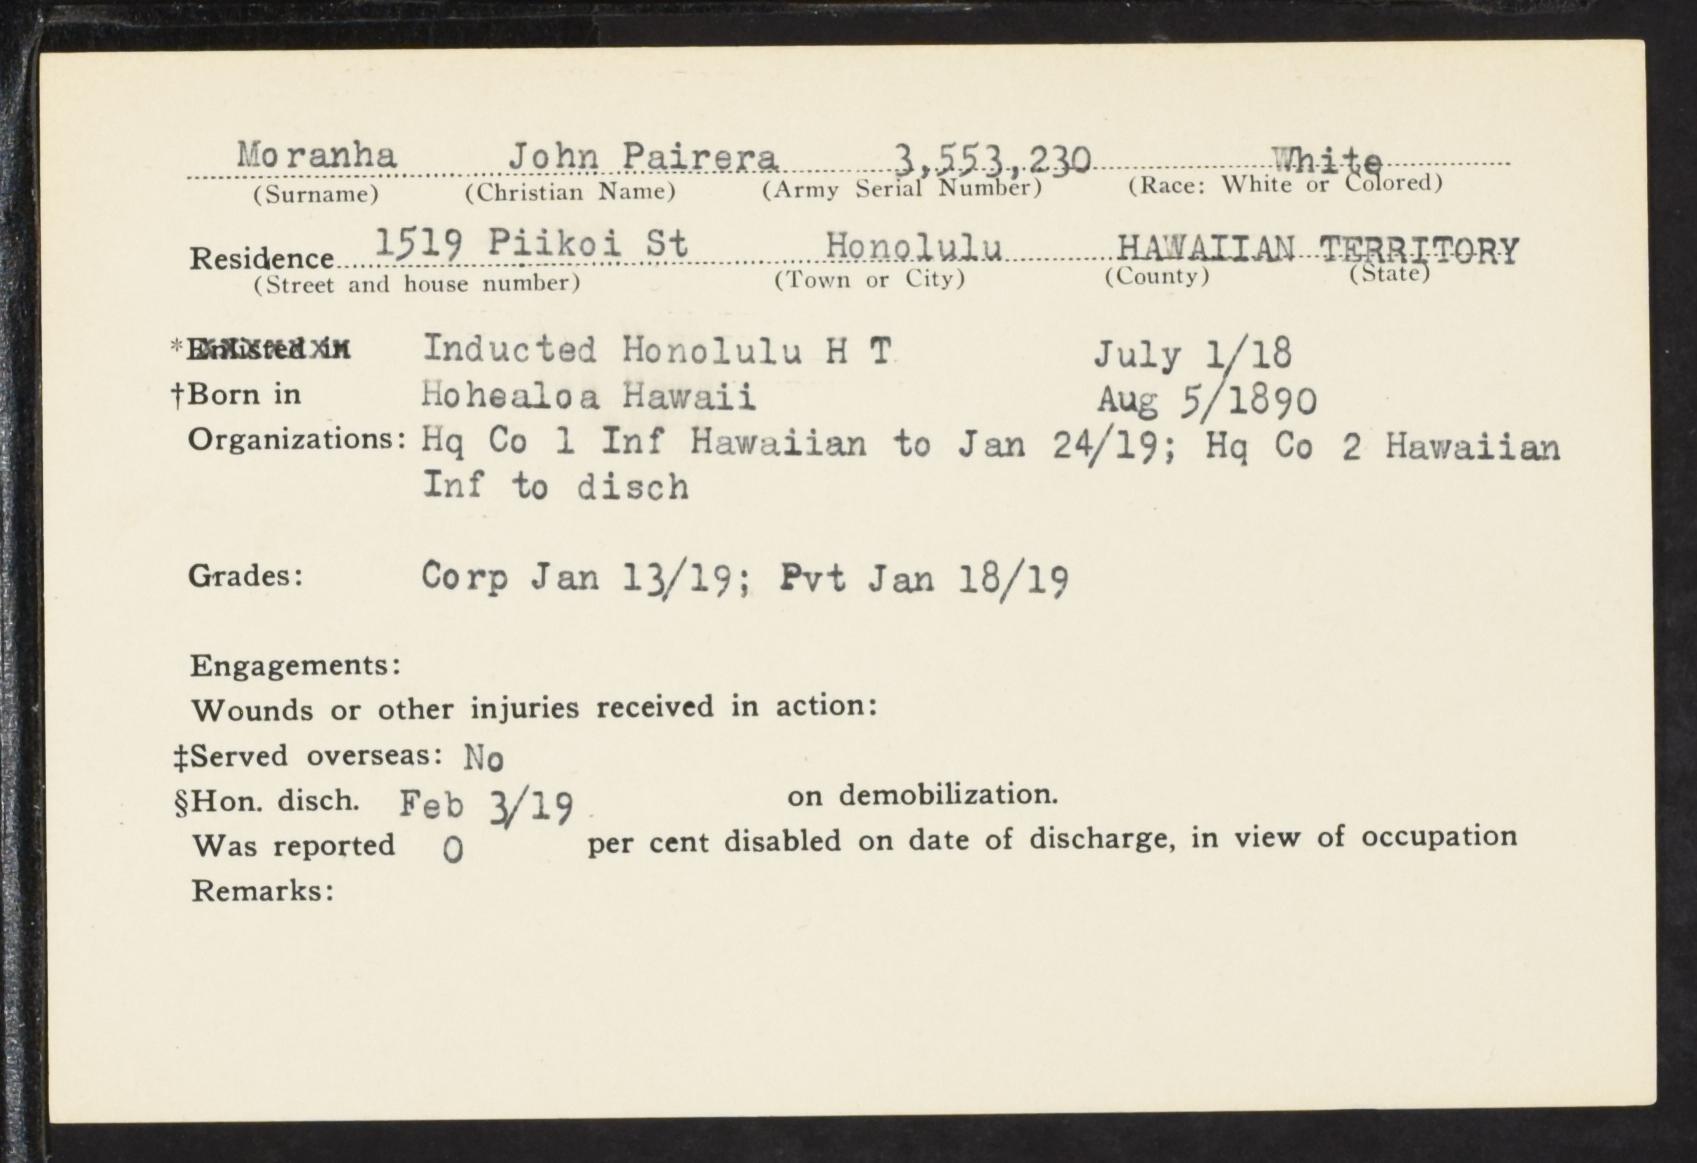 Moranha John Pairera 3,553,230 White
(Surname) (Christian Name) (Army Serial Number) (Race: White or Colored)
Residence 1519 Piikoi St Honolulu HAWAIIAN TERRITORY
(Street and house number) (Town or City) (County) (State)
*Enlisted in Inducted Honolulu H T July 1/18
†Born in Hohealoa Hawaii Aug 5/1890
Organizations: Hq Co 1 Inf Hawaiian to Jan 24/19; Hq Co 2 Hawaiian
Inf to disch
Grades: Corp Jan 13/19; Pvt Jan 18/19
Engagements:
Wounds or other injuries received in action:
‡Served overseas: No
§Hon. disch. Feb 3/19 on demobilization.
Was reported 0 per cent disabled on date of discharge, in view of occupation
Remarks: